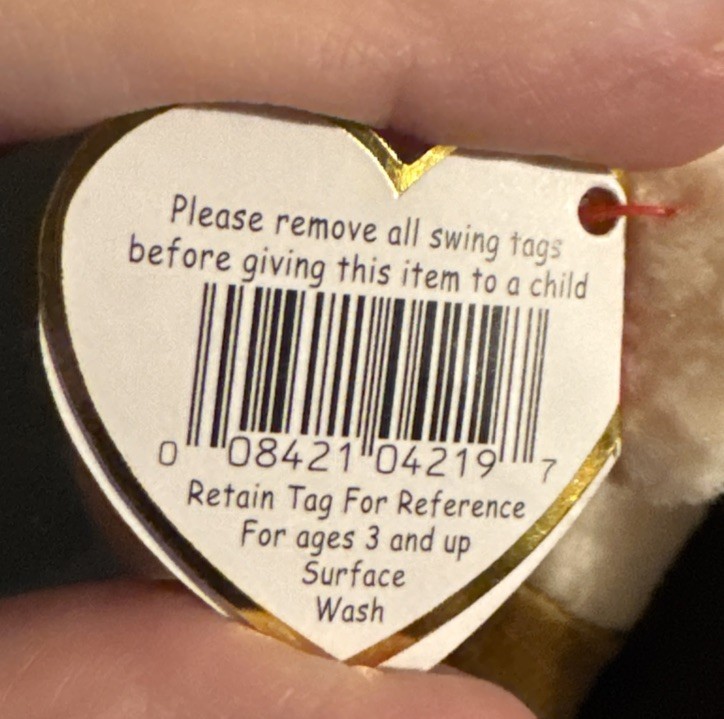 Please remove all swing tags
before giving this item to a child
0 08421 04219 7
Retain Tag For Reference
For ages 3 and up
Surface
Wash